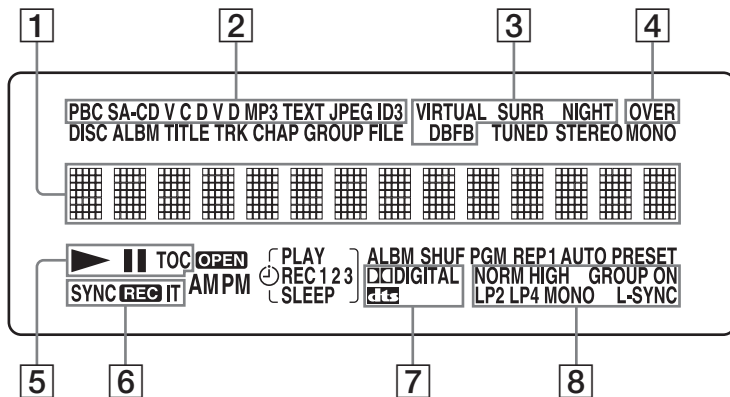 1 2 3 4
PBC SA-CD V C D V D MP3 TEXT JPEG ID3 VIRTUAL SURR NIGHT OVER
DISC ALBM TITLE TRK CHAP GROUP FILE DBFB TUNED STEREO MONO
TOC OPEN PLAY ALBM SHUF PGM REP1 AUTO PRESET
SYNC REC IT AM PM REC 1 2 3 DIGITAL NORM HIGH GROUP ON
SLEEP dts LP2 LP4 MONO L-SYNC
5 6 7 8